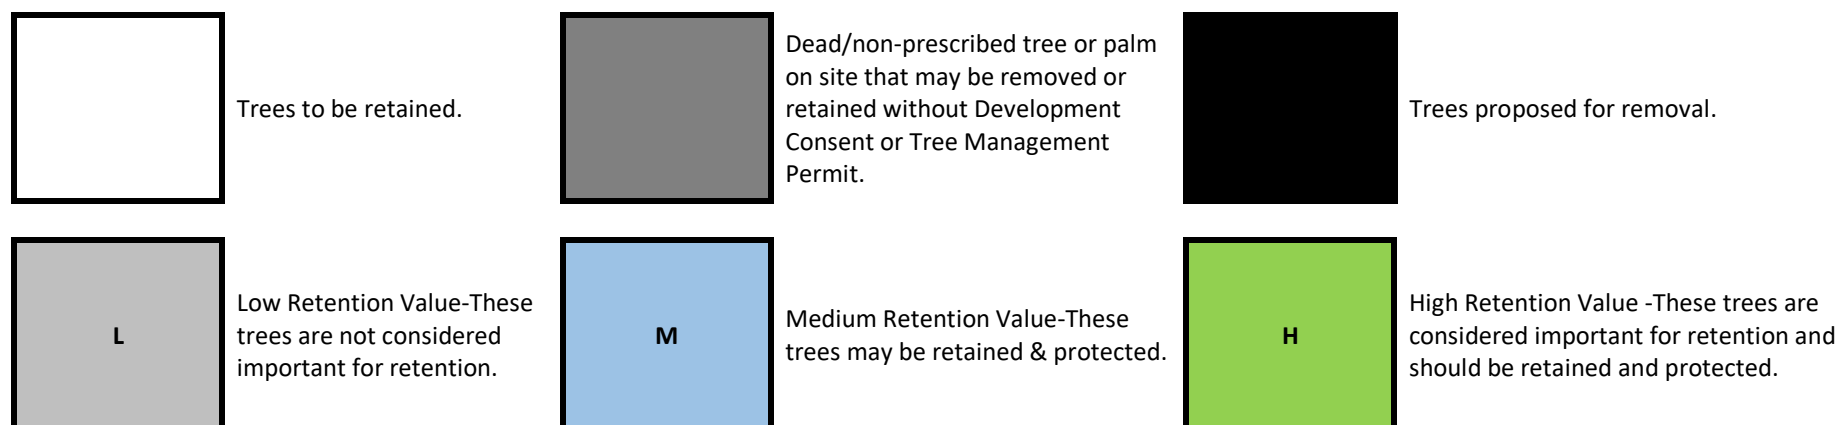 Trees to be retained.
Dead/non-prescribed tree or palm
on site that may be removed or
retained without Development
Consent or Tree Management
Permit.
Trees proposed for removal.
L
Low Retention Value-These
trees are not considered
important for retention.
M
Medium Retention Value-These
trees may be retained & protected.
H
High Retention Value -These trees are
considered important for retention and
should be retained and protected.